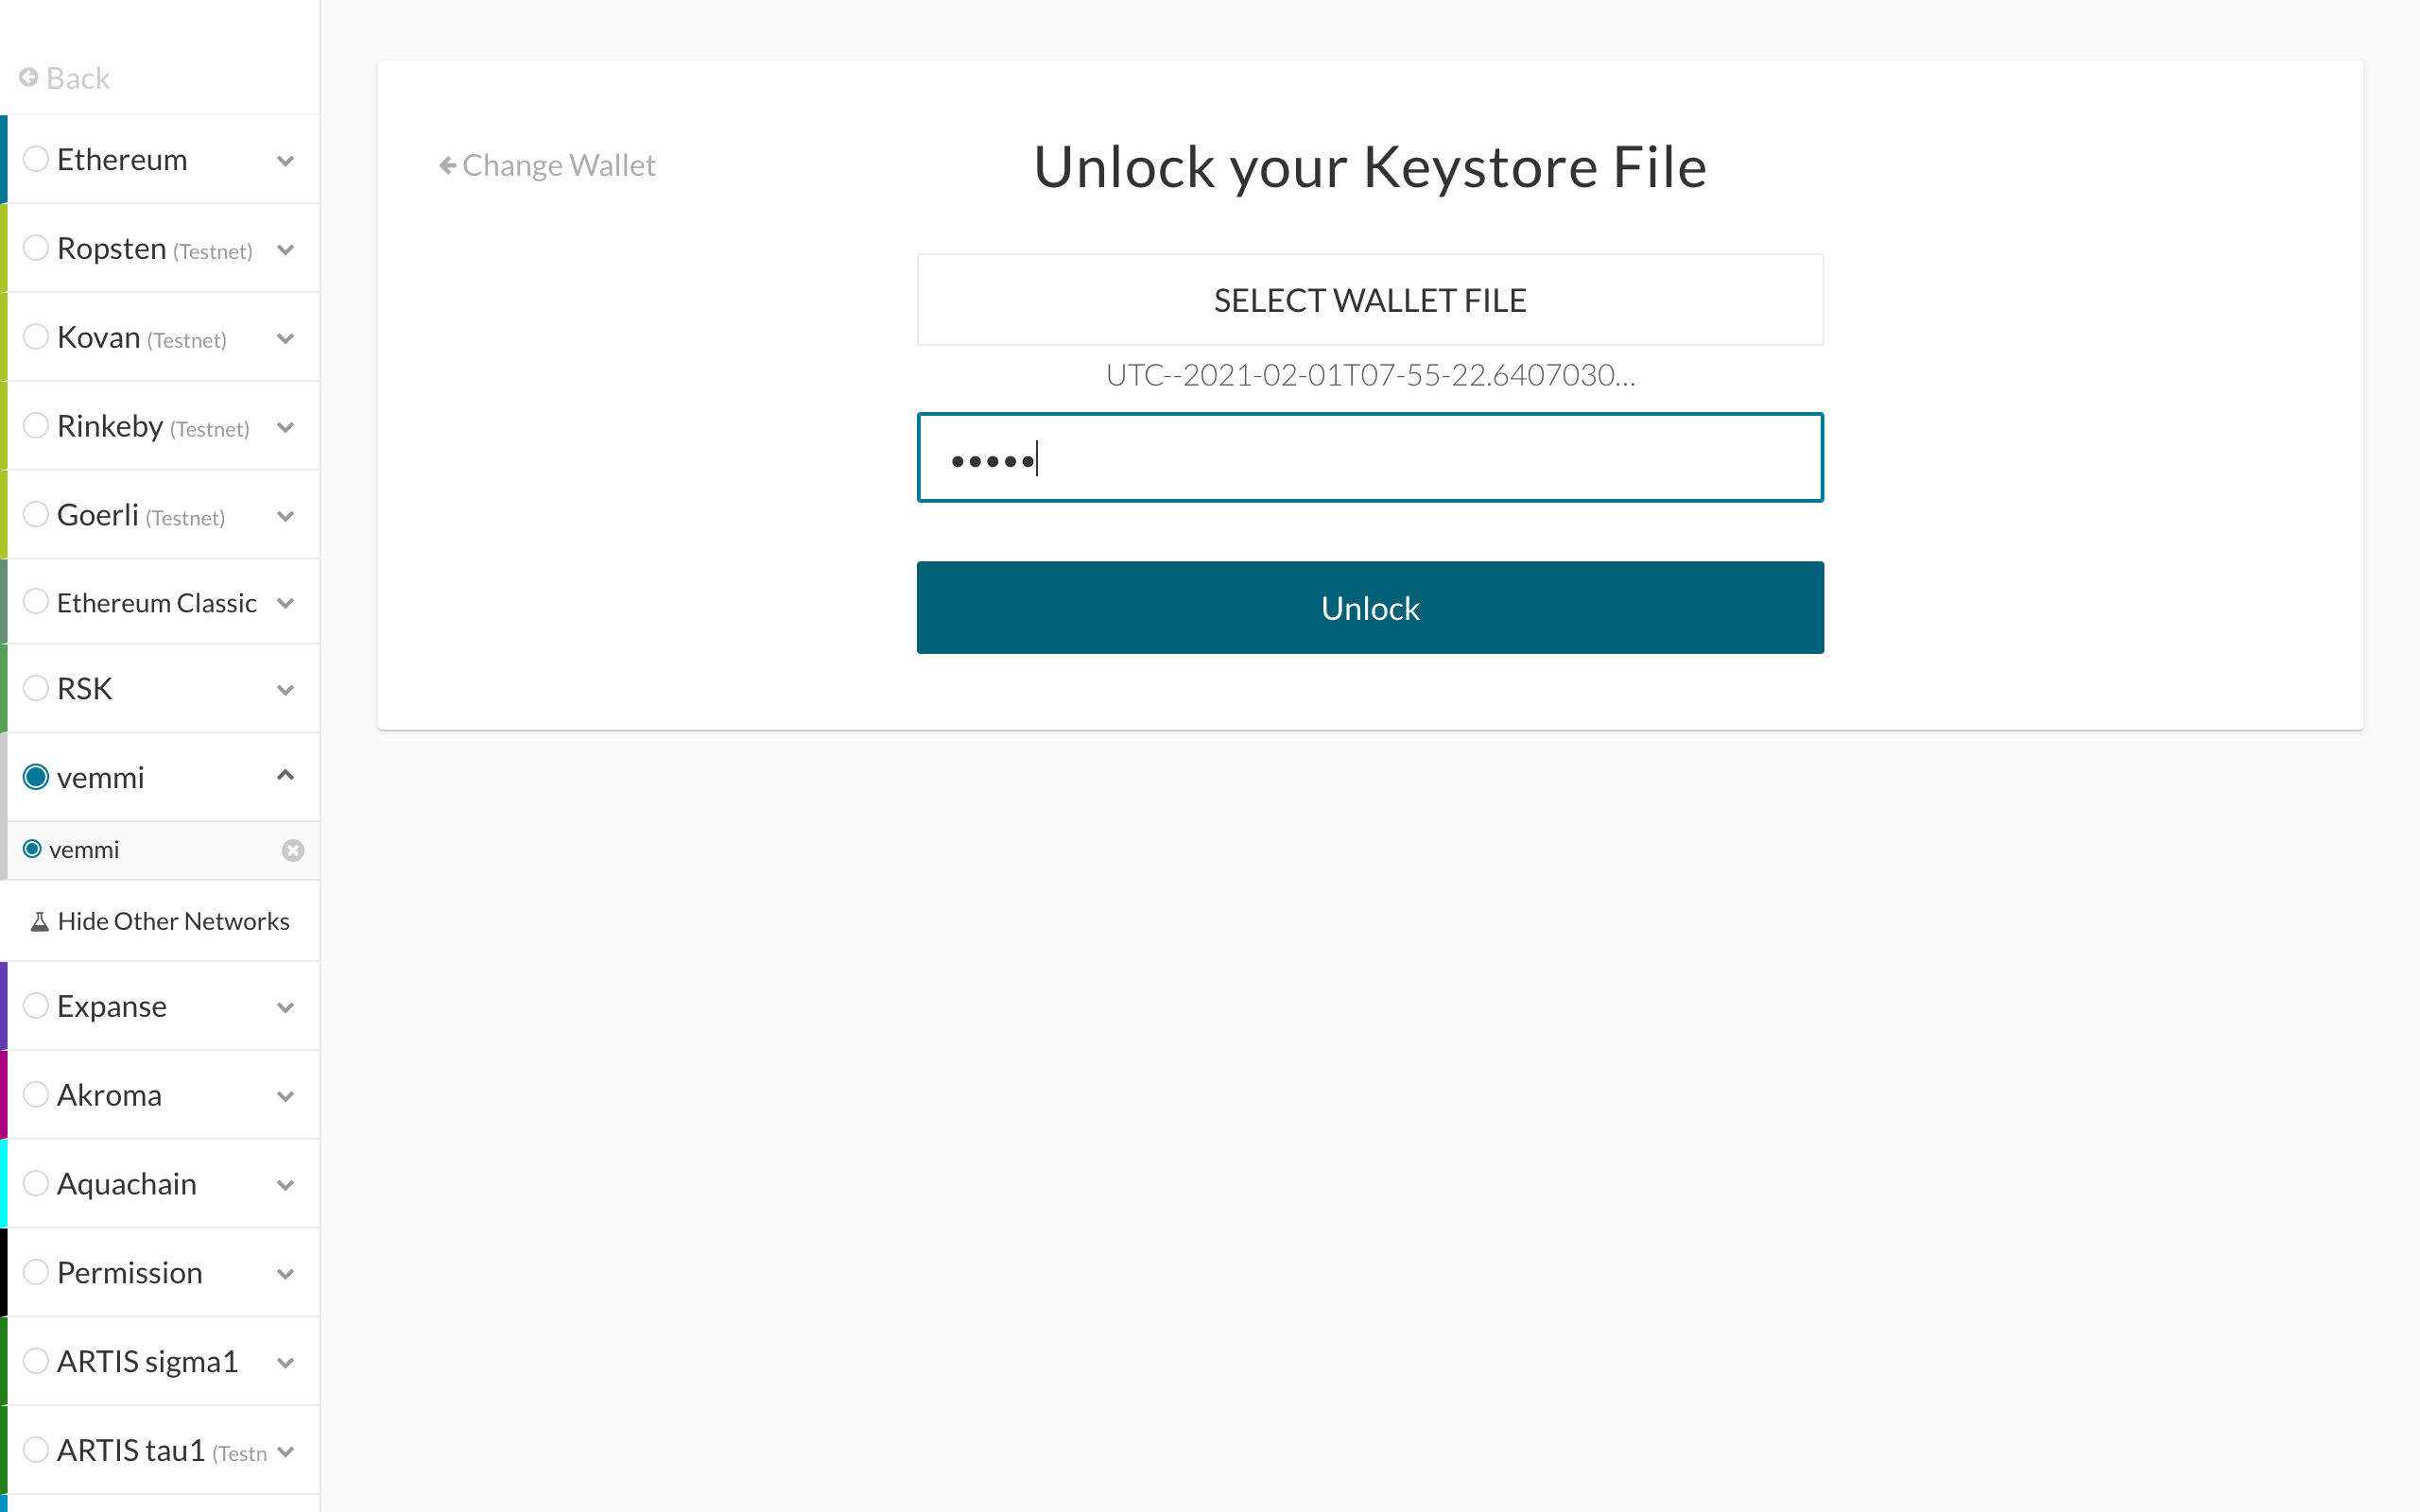 Back
Ethereum
Ropsten (Testnet)
Kovan (Testnet)
Rinkeby (Testnet)
Goerli (Testnet)
Ethereum Classic
RSK
vemmi
vemmi
Hide Other Networks
Expanse
Akroma
Aquachain
Permission
ARTIS sigma1
ARTIS tau1 (Testn
Change Wallet
Unlock your Keystore File
SELECT WALLET FILE
UTC--2021-02-01T07-55-22.6407030...
Unlock